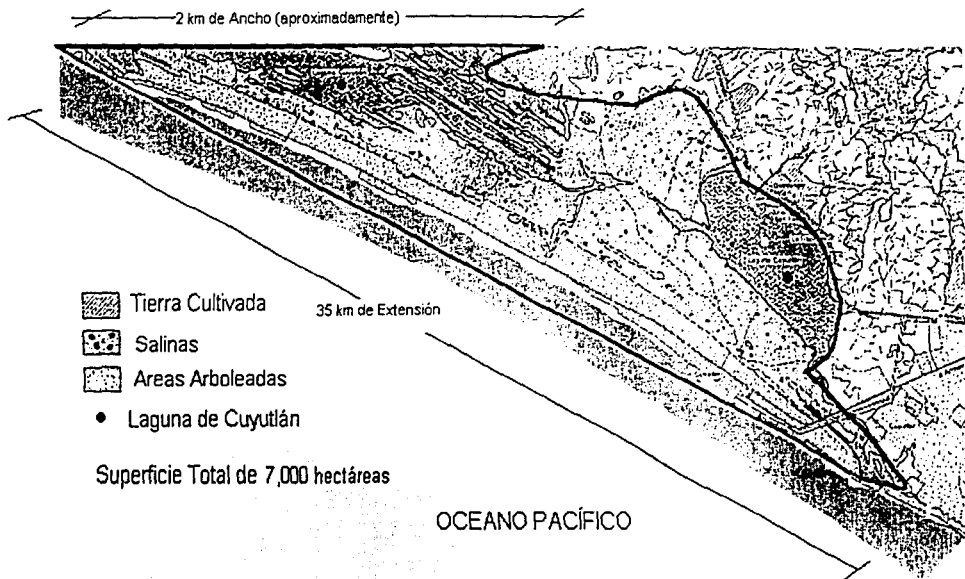 2 km de Ancho (aproximadamente)
35 km de Extensión
Tierra Cultivada
Salinas
Areas Arboleadas
Laguna de Cuyutlán
Superficie Total de 7,000 hectáreas
OCEANO PACÍFICO